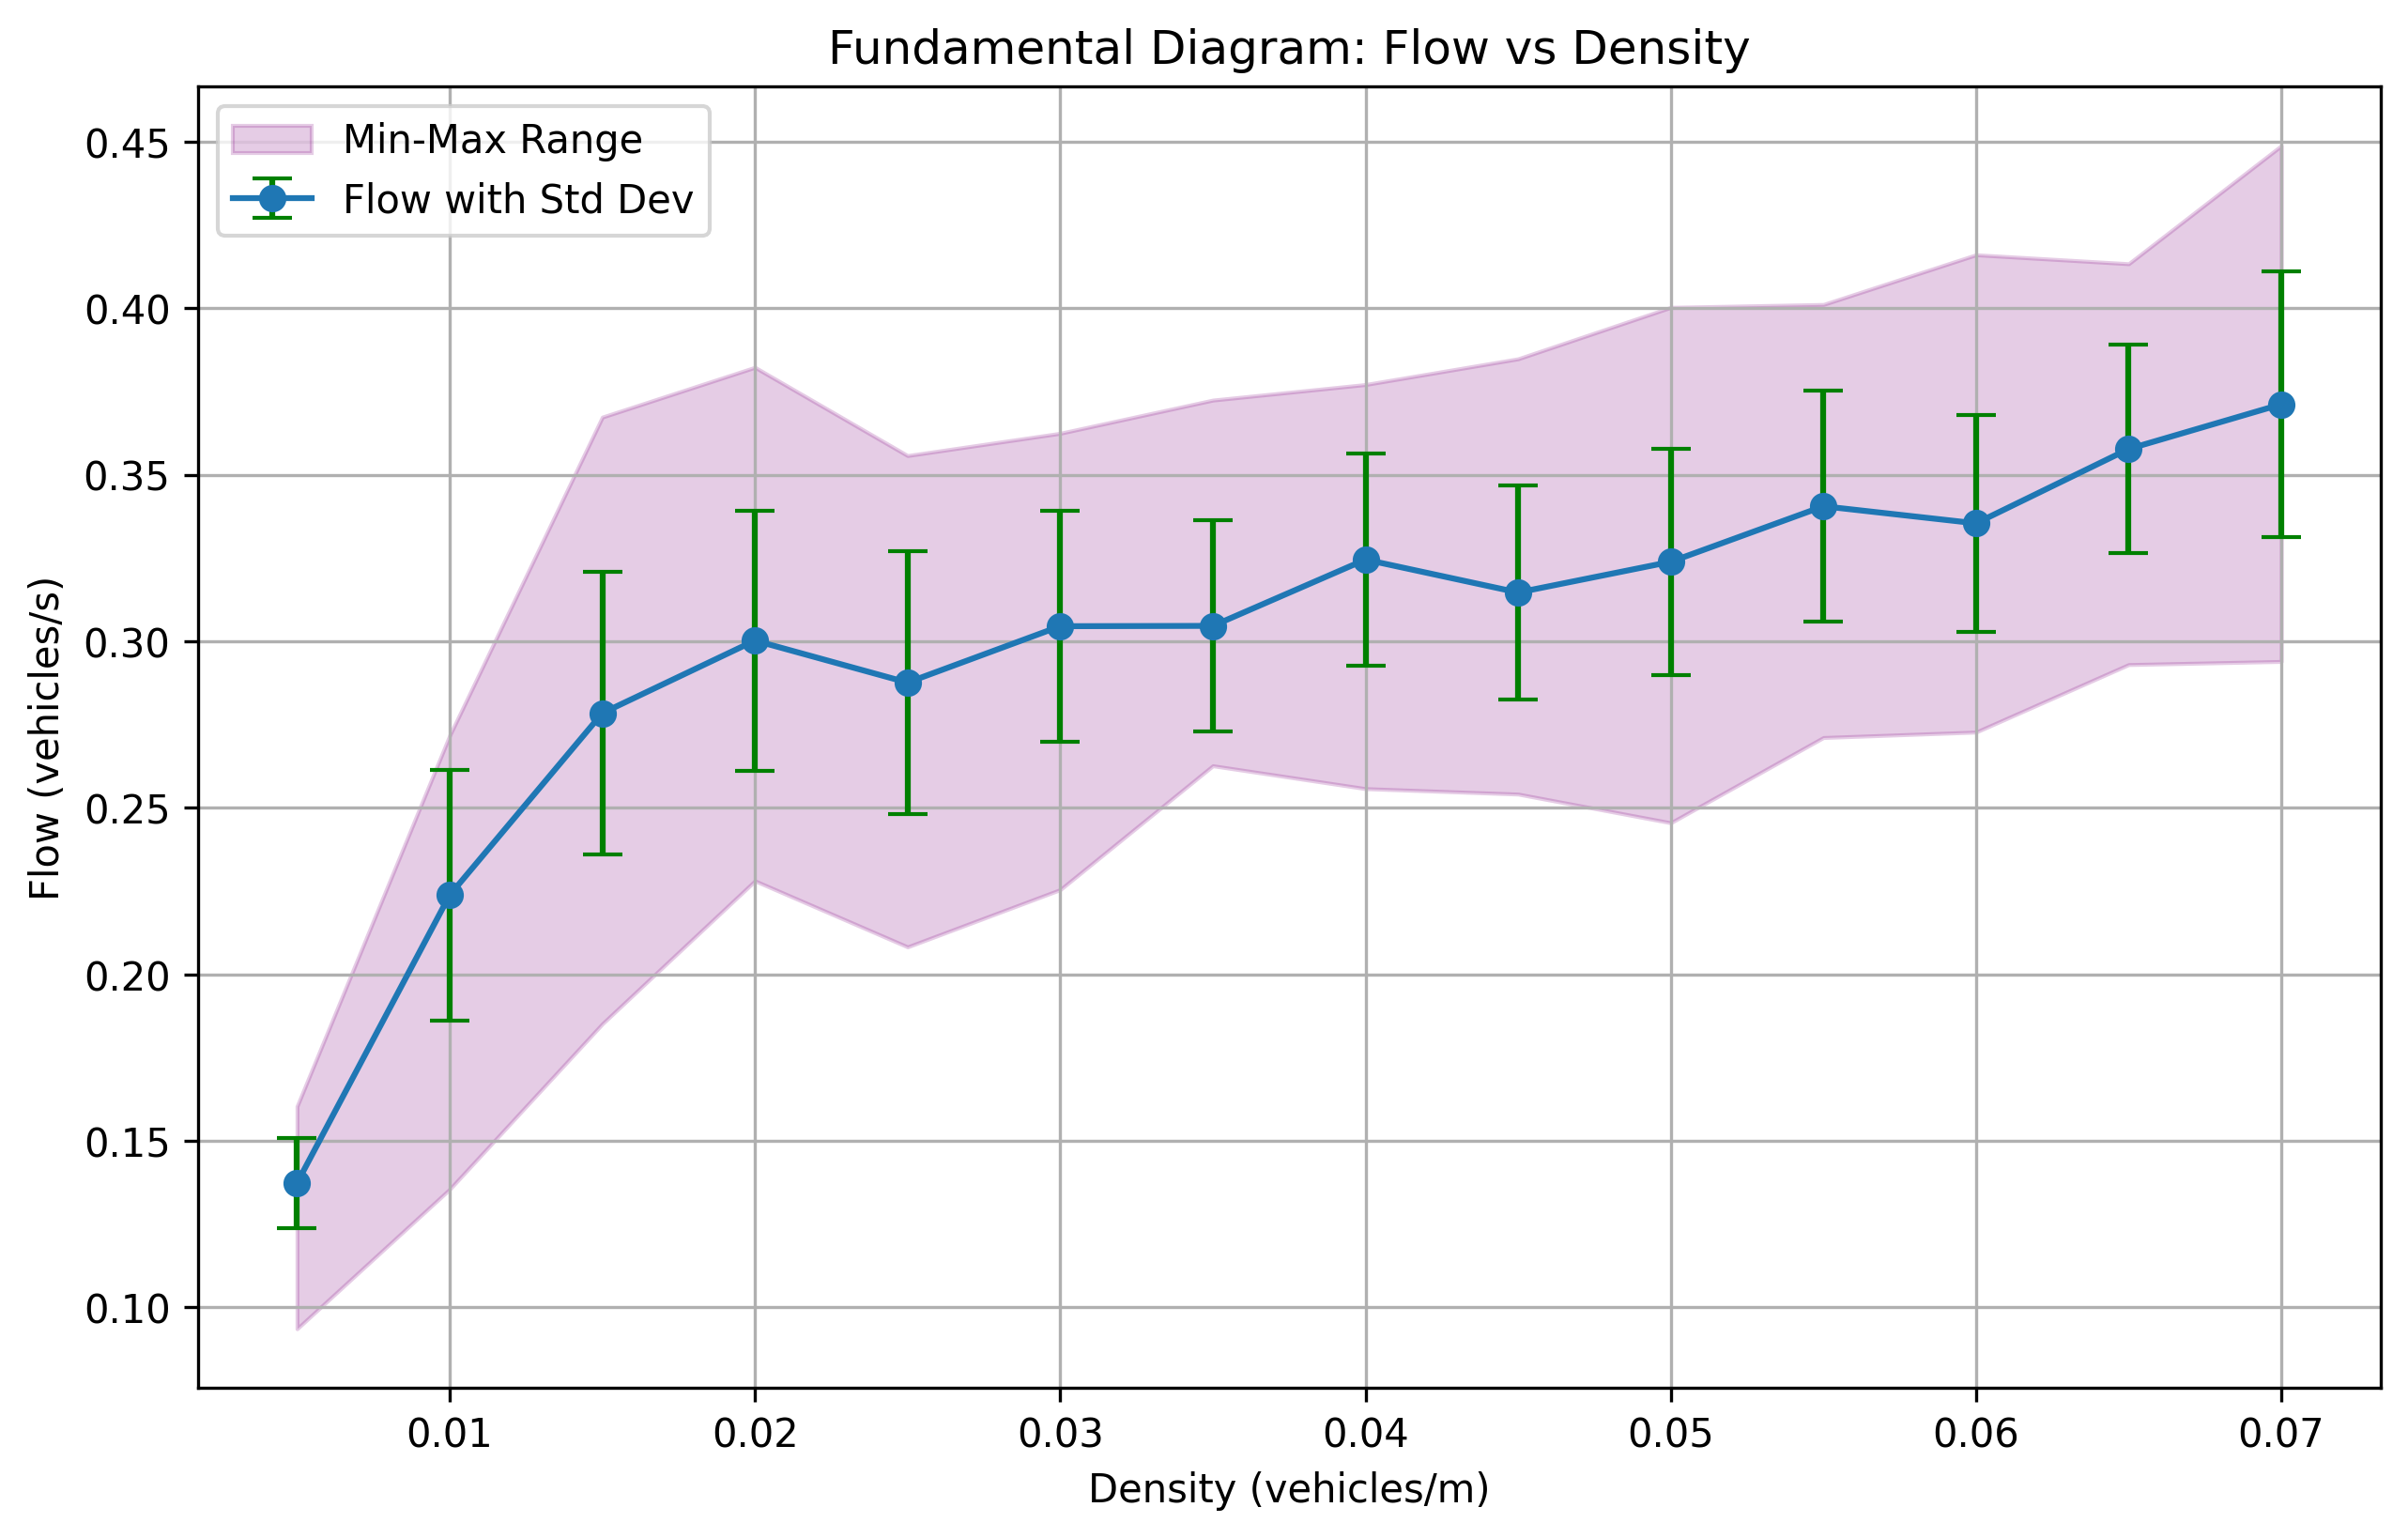 Fundamental Diagram: Flow vs Density
Min-Max Range
Flow with Std Dev
0.45
0.40
0.35
0.30
0.25
0.20
0.15
0.10
Flow (vehicles/s)
0.01 0.02 0.03 0.04 0.05 0.06 0.07
Density (vehicles/m)